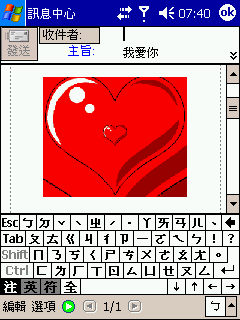 訊息中心 07:40 ok
發送 收件者:
主旨: 我愛你
Esc ㄅ ㄉ ˇ ˋ ㄓ ˊ ˙ ㄚ ㄞ ㄢ ㄦ ←
Tab ㄆ ㄊ ㄍ ㄐ ㄔ ㄗ ㄧ ㄛ ㄟ ㄣ ! ?
Shift ㄇ ㄋ ㄎ ㄑ ㄕ ㄘ ㄨ ㄜ ㄠ ㄤ
Ctrl ㄈ ㄌ ㄏ ㄒ ㄖ ㄙ ㄩ ㄝ ㄡ ㄥ ↵
注 英 符 全 ↓ ↑ ← →
編輯 選項 1/1 ㄅ